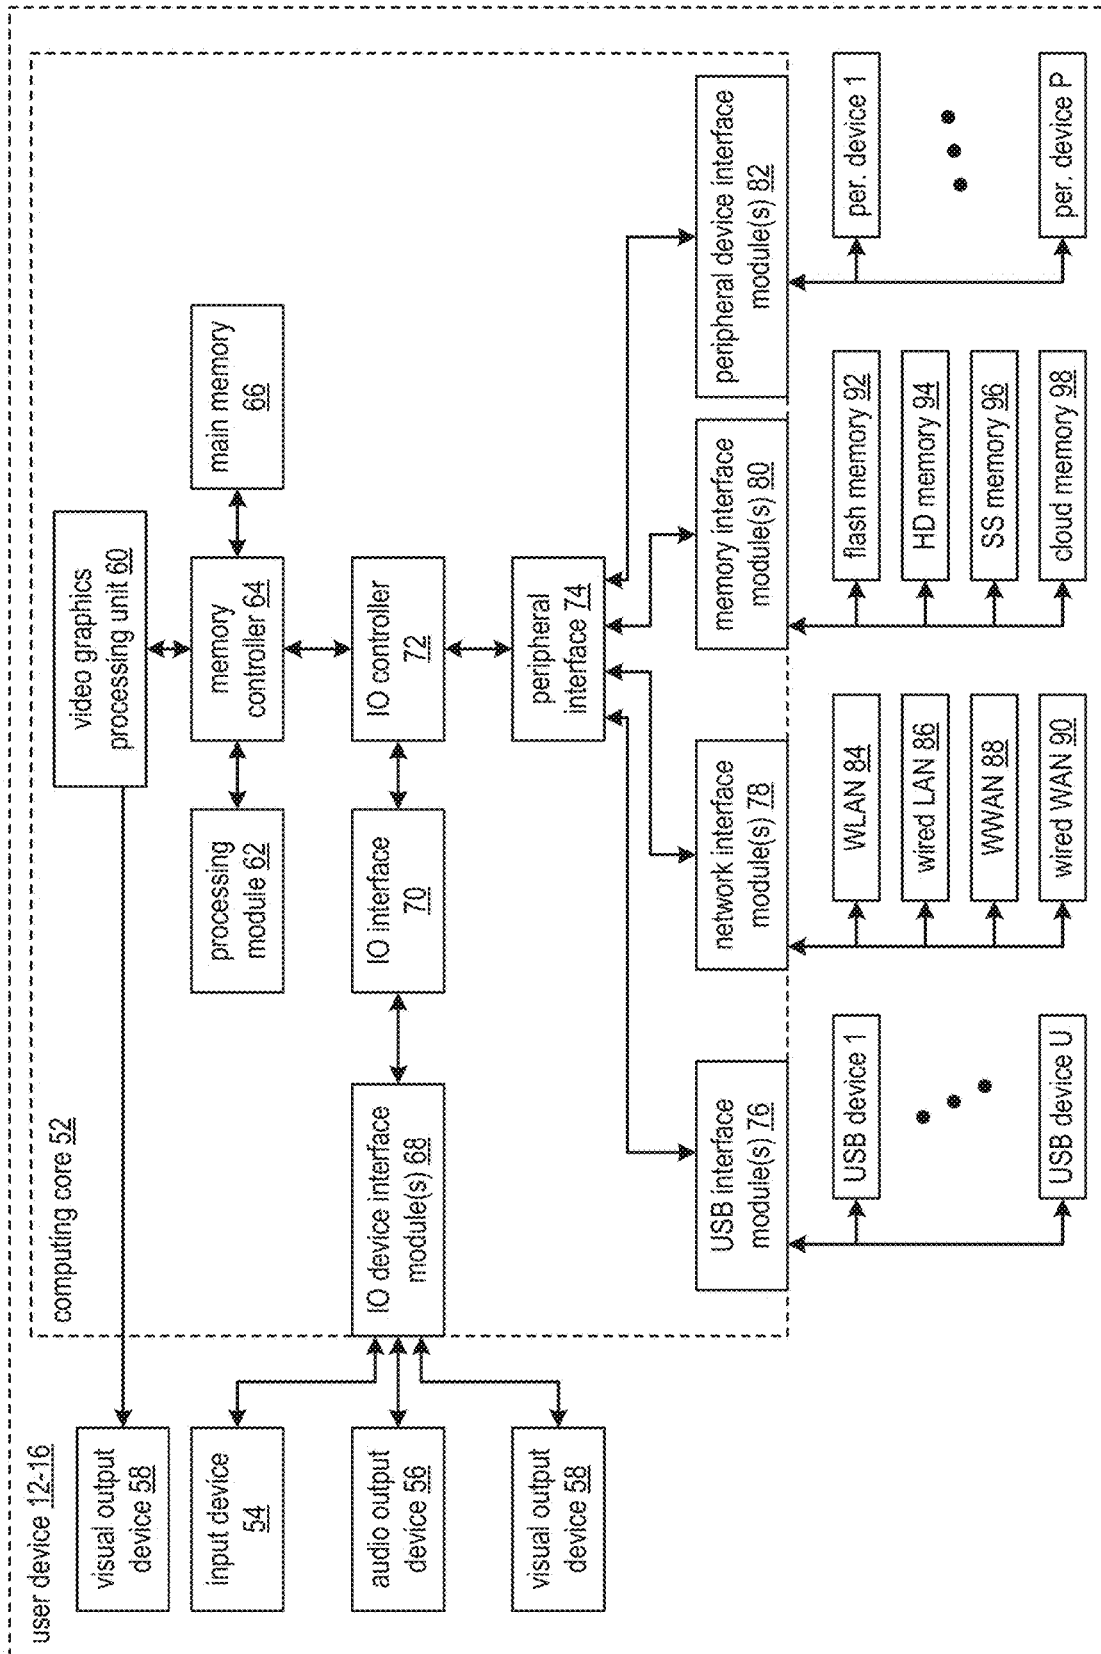 user device 12-16
computing core 52
visual output
device 58
video graphics
processing unit 60
input device
54
processing
module 62
memory
controller 64
main memory
66
audio output
device 56
IO device interface
module(s) 68
IO interface
70
IO controller
72
visual output
device 58
peripheral
interface 74
USB interface
module(s) 76
network interface
module(s) 78
memory interface
module(s) 80
peripheral device interface
module(s) 82
USB device 1
USB device U
WLAN 84
wired LAN 86
WWAN 88
wired WAN 90
flash memory 92
HD memory 94
SS memory 96
cloud memory 98
per. device 1
per. device P